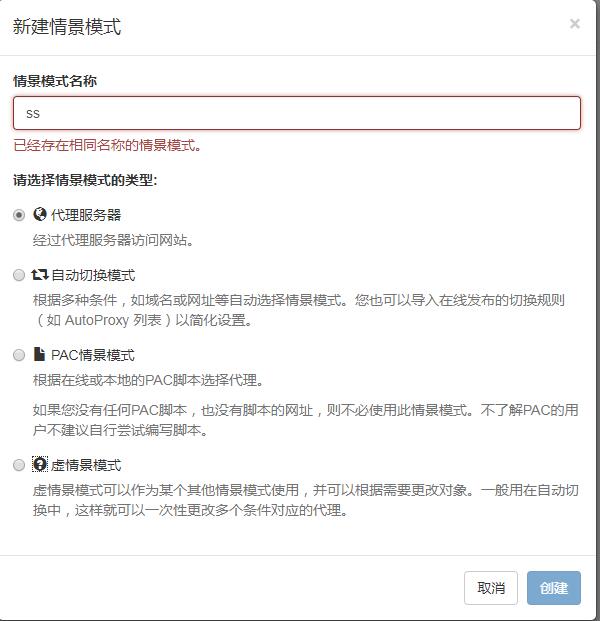 新建情景模式
×
情景模式名称
ss
已经存在相同名称的情景模式。
请选择情景模式的类型:
代理服务器
经过代理服务器访问网站。
自动切换模式
根据多种条件，如域名或网址等自动选择情景模式。您也可以导入在线发布的切换规则
（如 AutoProxy 列表）以简化设置。
PAC情景模式
根据在线或本地的PAC脚本选择代理。
如果您没有任何PAC脚本，也没有脚本的网址，则不必使用此情景模式。不了解PAC的用
户不建议自行尝试编写脚本。
虚情景模式
虚情景模式可以作为某个其他情景模式使用，并可以根据需要更改对象。一般用在自动切
换中，这样就可以一次性更改多个条件对应的代理。
取消
创建